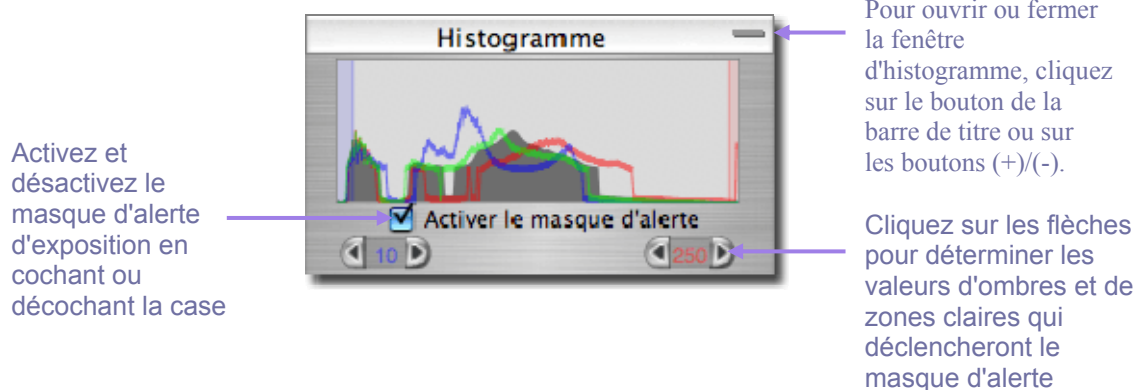 Pour ouvrir ou fermer
la fenêtre
d'histogramme, cliquez
sur le bouton de la
barre de titre ou sur
les boutons (+)/(-).
Histogramme
Activez et
désactivez le
masque d'alerte
d'exposition en
cochant ou
décochant la case
Activer le masque d'alerte
10
250
Cliquez sur les flèches
pour déterminer les
valeurs d'ombres et de
zones claires qui
déclencheront le
masque d'alerte